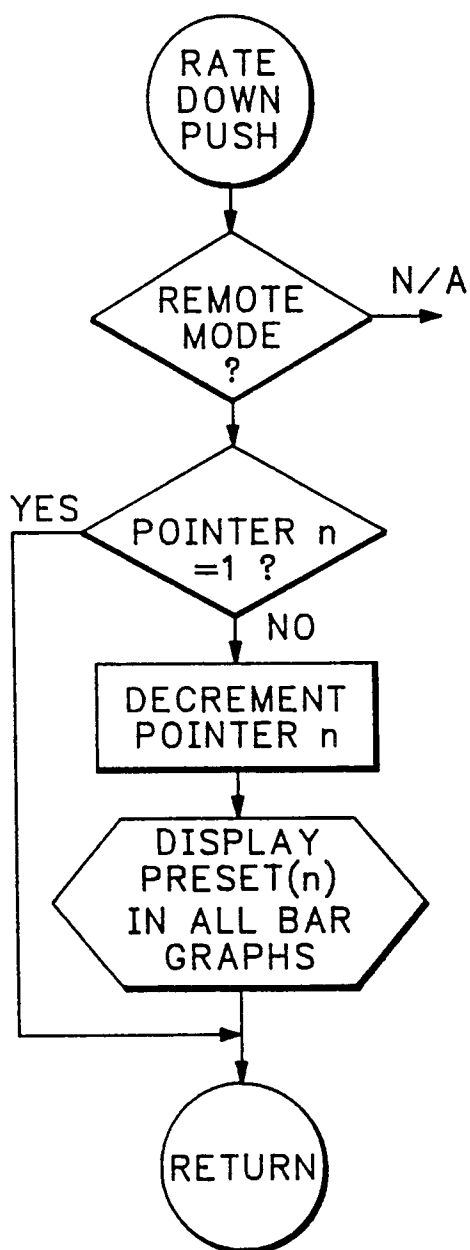 RATE
DOWN
PUSH
REMOTE
MODE
?
N/A
YES
POINTER n
=1 ?
NO
DECREMENT
POINTER n
DISPLAY
PRESET(n)
IN ALL BAR
GRAPHS
RETURN